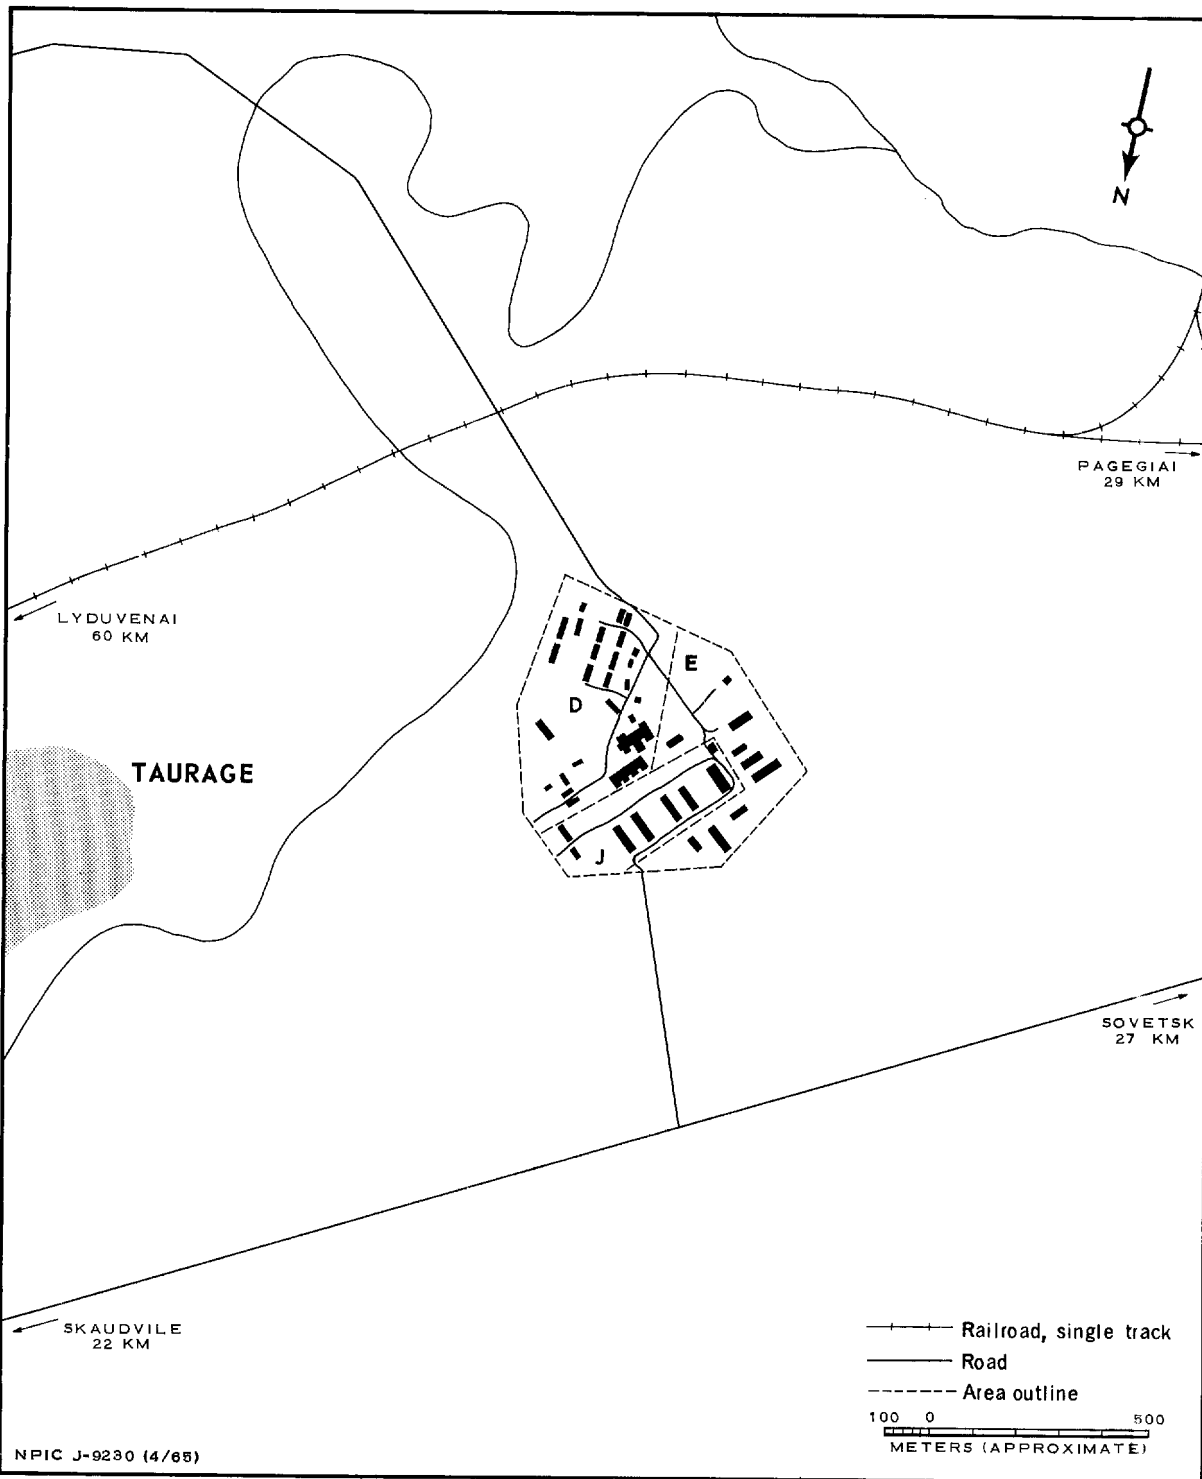 N
PAGEGIAI
29 KM
LYDUVENAI
60 KM
E
D
TAURAGE
J
SOVETSK
27 KM
SKAUDVILE
22 KM
Railroad, single track
Road
Area outline
100 0 500
METERS (APPROXIMATE)
NPIC J-9230 (4/65)